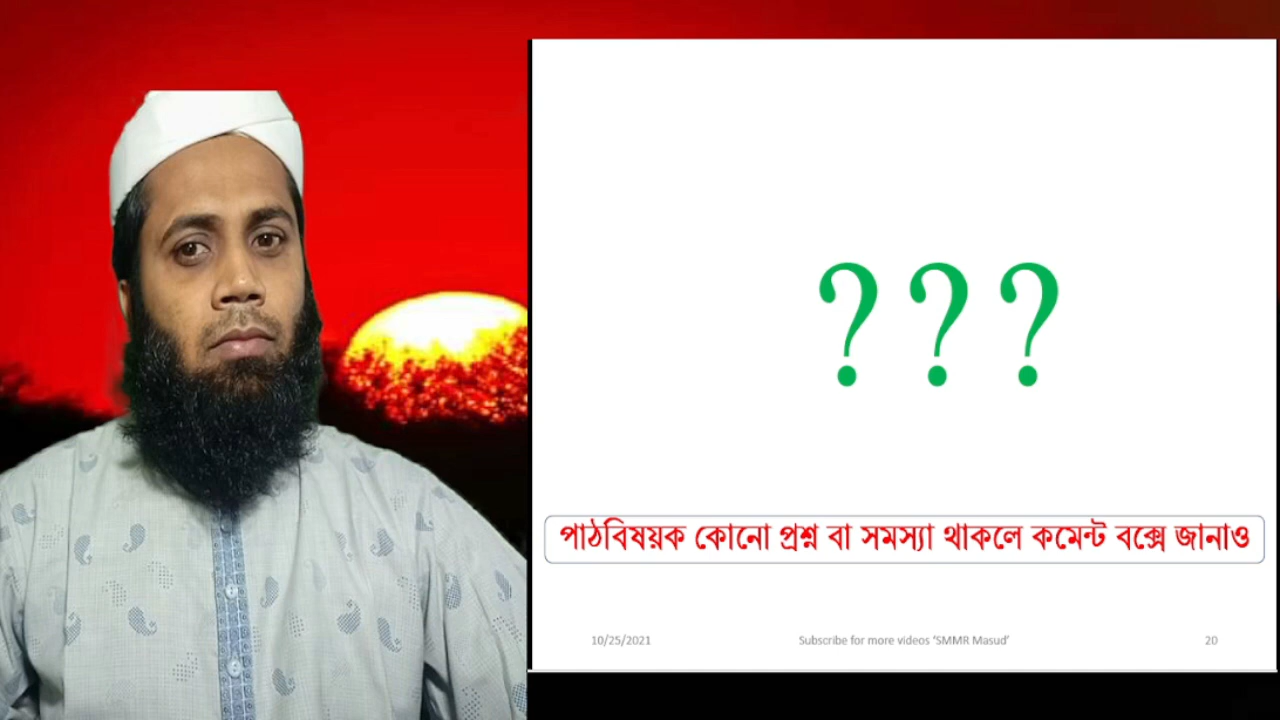 ? ? ?
পাঠবিষয়ক কোনো প্রশ্ন বা সমস্যা থাকলে কমেন্ট বক্সে জানাও
10/25/2021 Subscribe for more videos ‘SMMR Masud’ 20